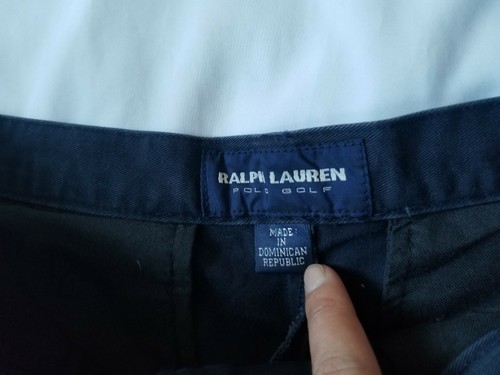 RALPH LAUREN
POLO GOLF
MADE
IN
DOMINICAN
REPUBLIC